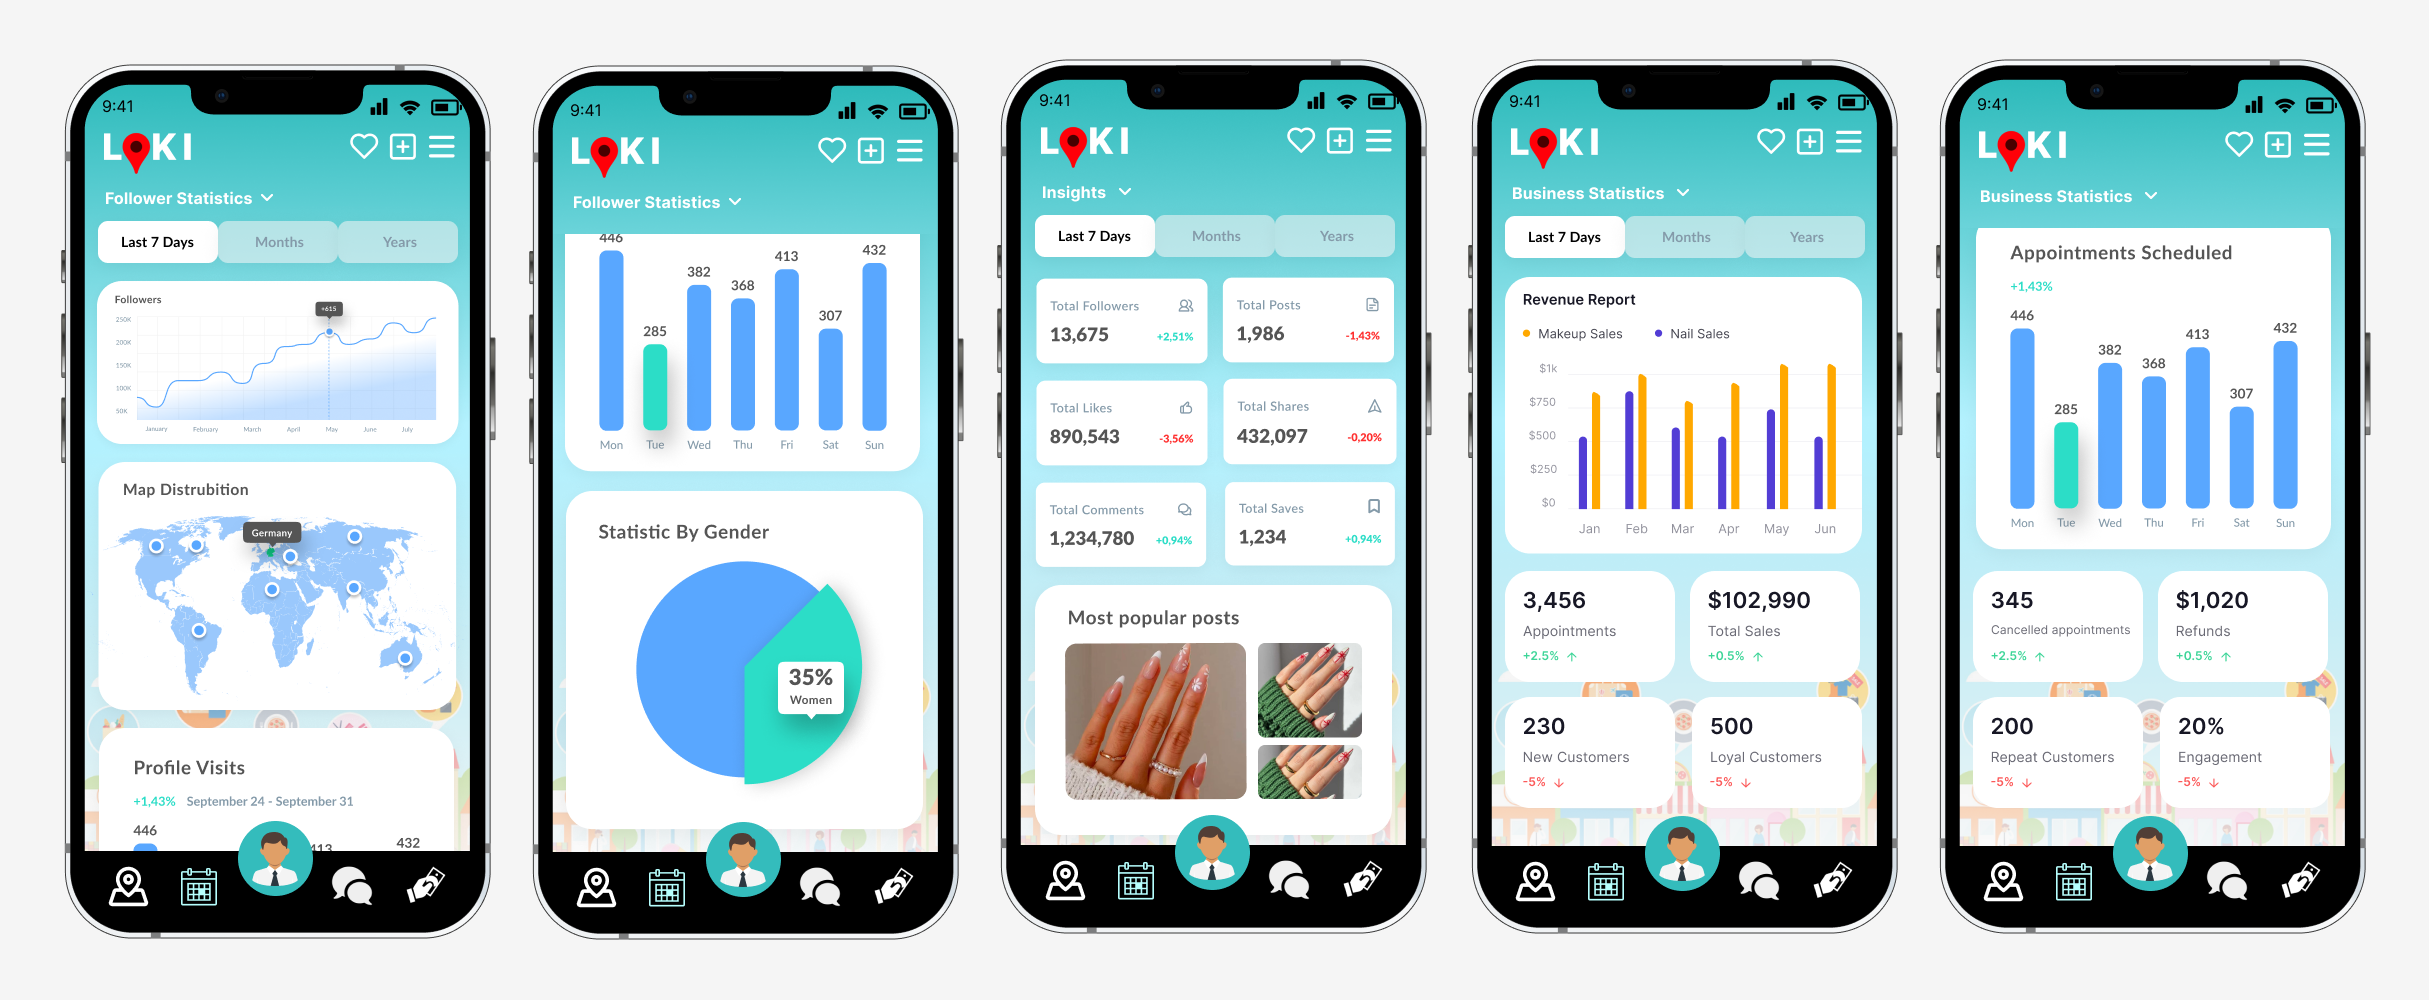 9:41
LOKI
Follower Statistics
Last 7 Days Months Years
Followers
+615
250K
200K
150K
100K
50K
January February March April May June July
Map Distrubition
Germany
Profile Visits
+1,43% September 24 - September 31
446 413 432
9:41
LOKI
Follower Statistics
446 285 382 368 413 307 432
Mon Tue Wed Thu Fri Sat Sun
Statistic By Gender
35%
Women
9:41
LOKI
Insights
Last 7 Days Months Years
Total Followers
13,675 +2,51%
Total Posts
1,986 -1,43%
Total Likes
890,543 -3,56%
Total Shares
432,097 -0,20%
Total Comments
1,234,780 +0,94%
Total Saves
1,234 +0,94%
Most popular posts
9:41
LOKI
Business Statistics
Last 7 Days Months Years
Revenue Report
Makeup Sales Nail Sales
$1k
$750
$500
$250
$0
Jan Feb Mar Apr May Jun
3,456
Appointments
+2.5%
$102,990
Total Sales
+0.5%
230
New Customers
-5%
500
Loyal Customers
-5%
9:41
LOKI
Business Statistics
Appointments Scheduled
+1,43%
446 285 382 368 413 307 432
Mon Tue Wed Thu Fri Sat Sun
345
Cancelled appointments
+2.5%
$1,020
Refunds
+0.5%
200
Repeat Customers
-5%
20%
Engagement
-5%